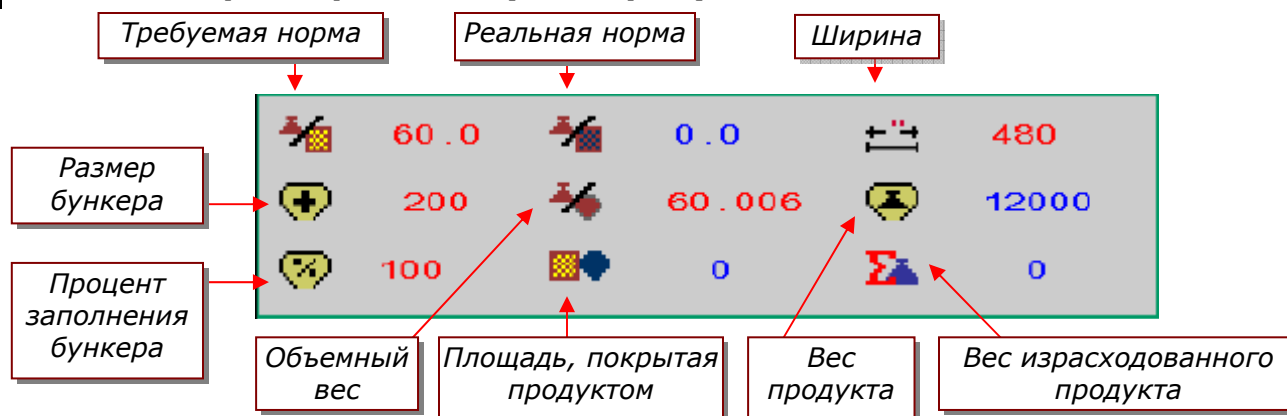 Требуемая норма
Реальная норма
Ширина
60.0
0.0
480
Размер
бункера
200
60.006
12000
Процент
заполнения
бункера
100
0
0
Объемный
вес
Площадь, покрытая
продуктом
Вес
продукта
Вес израсходованного
продукта